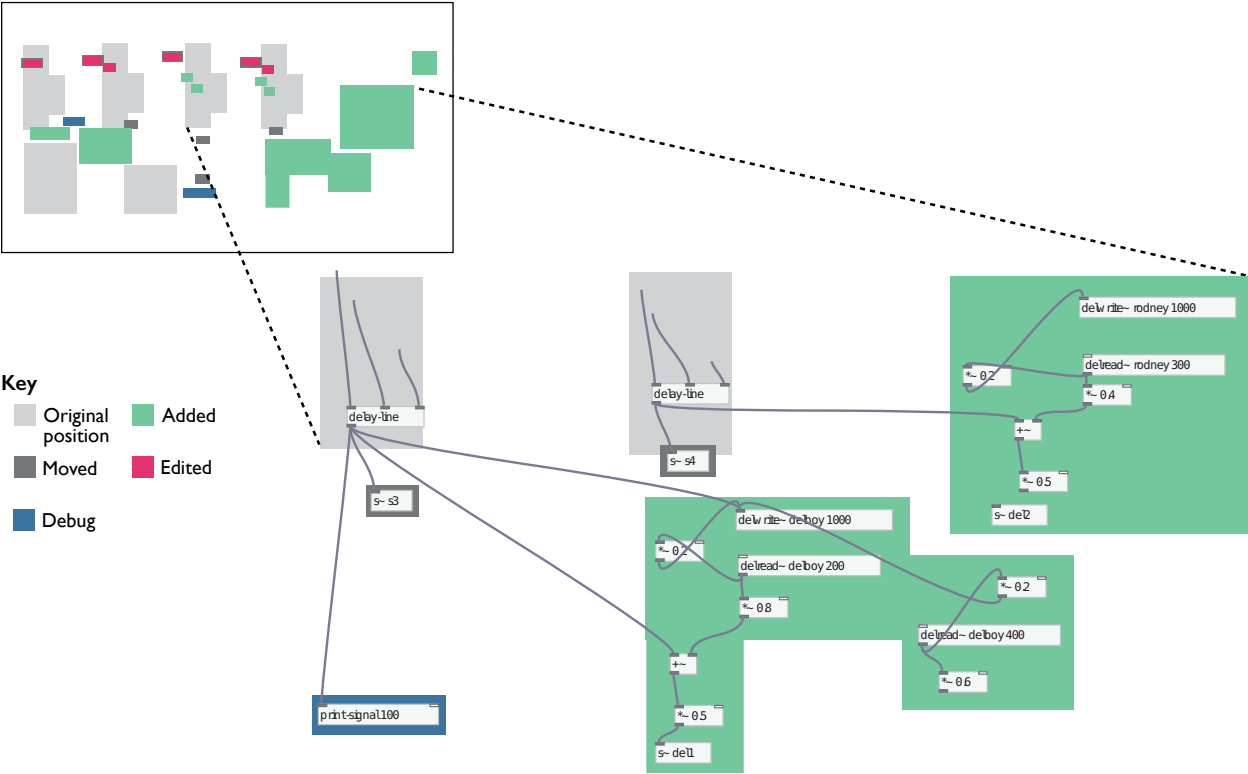 delwrite~ rodney 1000
delread~ rodney 300
*~ 0.2
*~ 0.4
delay-line
delay-line
+~
s~ s4
*~ 0.5
s~ s3
s~ del2
Key
Original
position
Added
Moved
Edited
Debug
delwrite~ delboy 1000
*~ 0.2
delread~ delboy 200
*~ 0.2
*~ 0.8
delread~ delboy 400
+~
*~ 0.6
print-signal 100
*~ 0.5
s~ del1